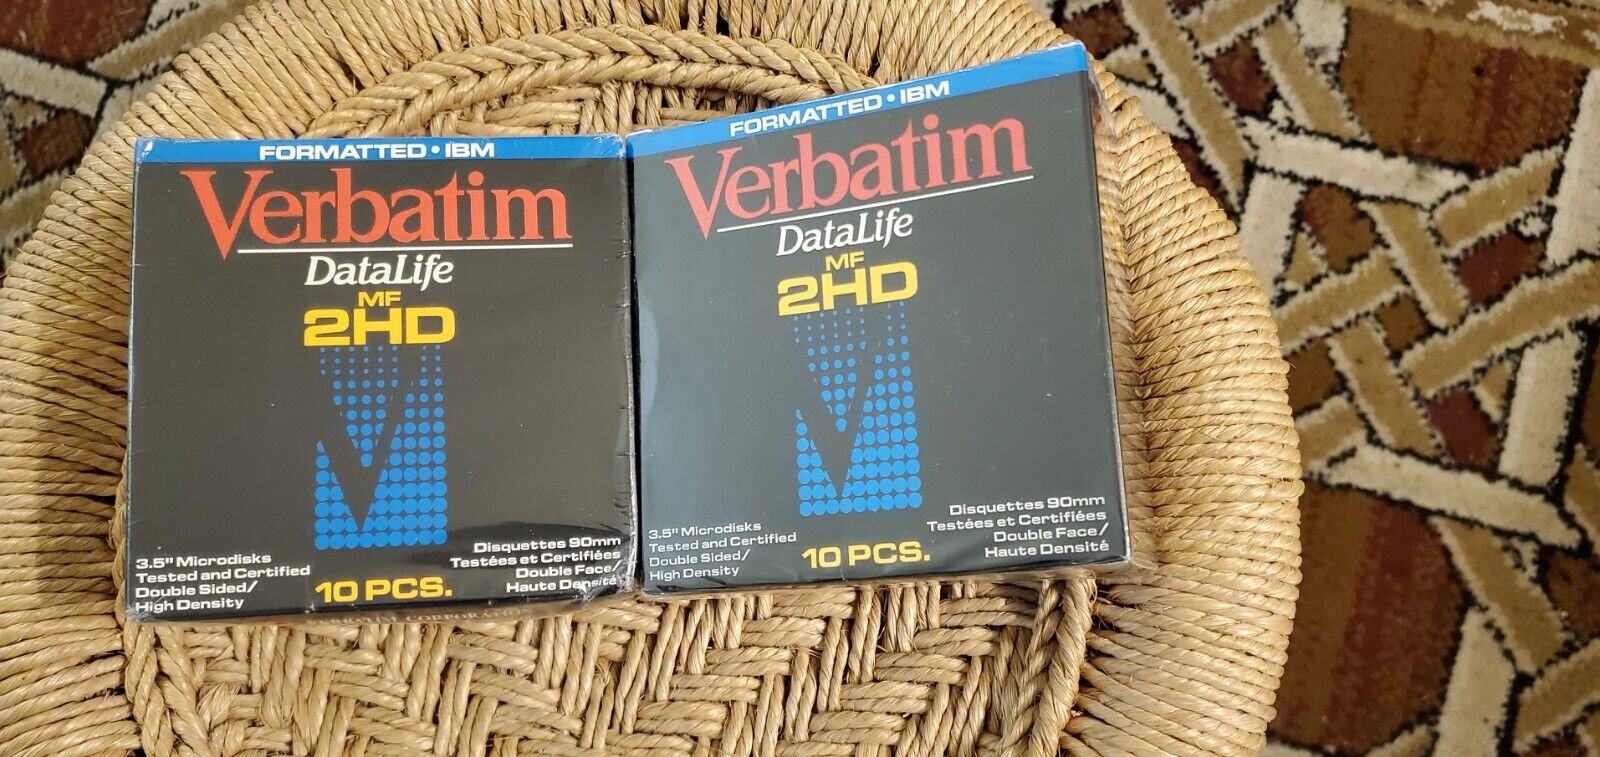 FORMATTED • IBM
Verbatim
DataLife
MF
2HD
3.5" Microdisks
Tested and Certified
Double Sided/
High Density
10 PCS.
Disquettes 90mm
Testées et Certifiées
Double Face/
Haute Densité
FORMATTED • IBM
Verbatim
DataLife
MF
2HD
3.5" Microdisks
Tested and Certified
Double Sided/
High Density
10 PCS.
Disquettes 90mm
Testées et Certifiées
Double Face/
Haute Densité